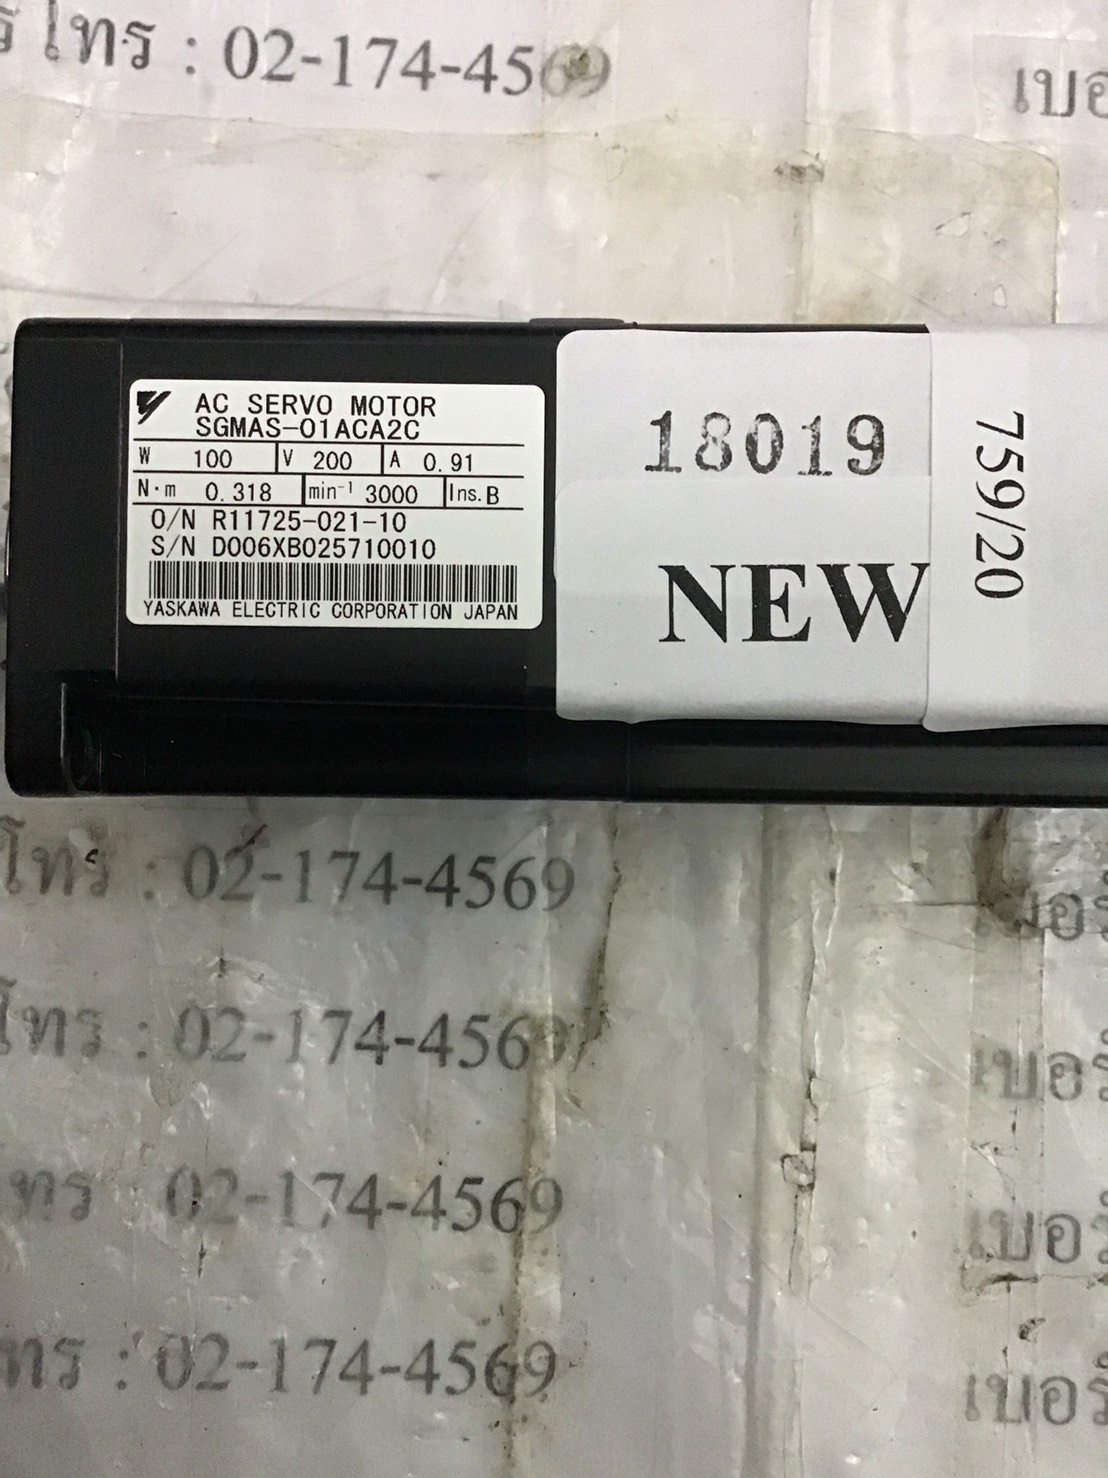 โทร : 02-174-4569
AC SERVO MOTOR
SGMAS-01ACA2C
W 100 V 200 A 0.91
N·m 0.318 min⁻¹ 3000 Ins. B
O/N R11725-021-10
S/N D006XB025710010
YASKAWA ELECTRIC CORPORATION JAPAN
18019
NEW
759/20
โทร : 02-174-4569
โทร : 02-174-4569
โทร : 02-174-4569
โทร : 02-174-4569